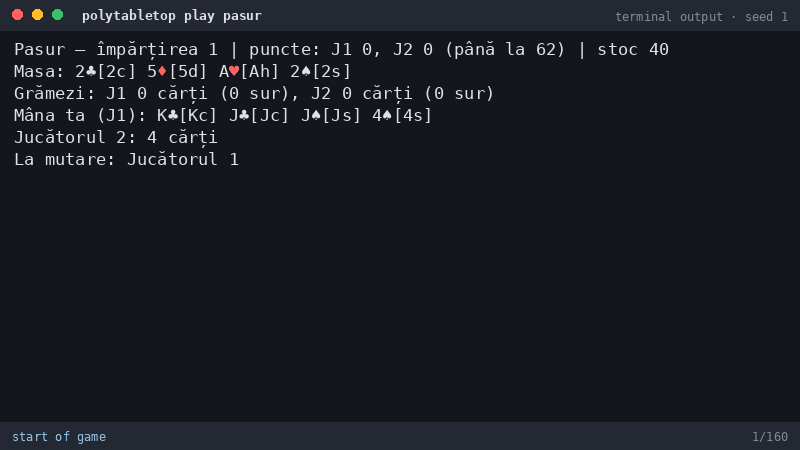 polytabletop play pasur
terminal output · seed 1
Pasur — împărțirea 1 | puncte: J1 0, J2 0 (până la 62) | stoc 40
Masa: 2♣[2c] 5♦[5d] A♥[Ah] 2♠[2s]
Grămezi: J1 0 cărți (0 sur), J2 0 cărți (0 sur)
Mâna ta (J1): K♣[Kc] J♣[Jc] J♠[Js] 4♠[4s]
Jucătorul 2: 4 cărți
La mutare: Jucătorul 1
start of game
1/160